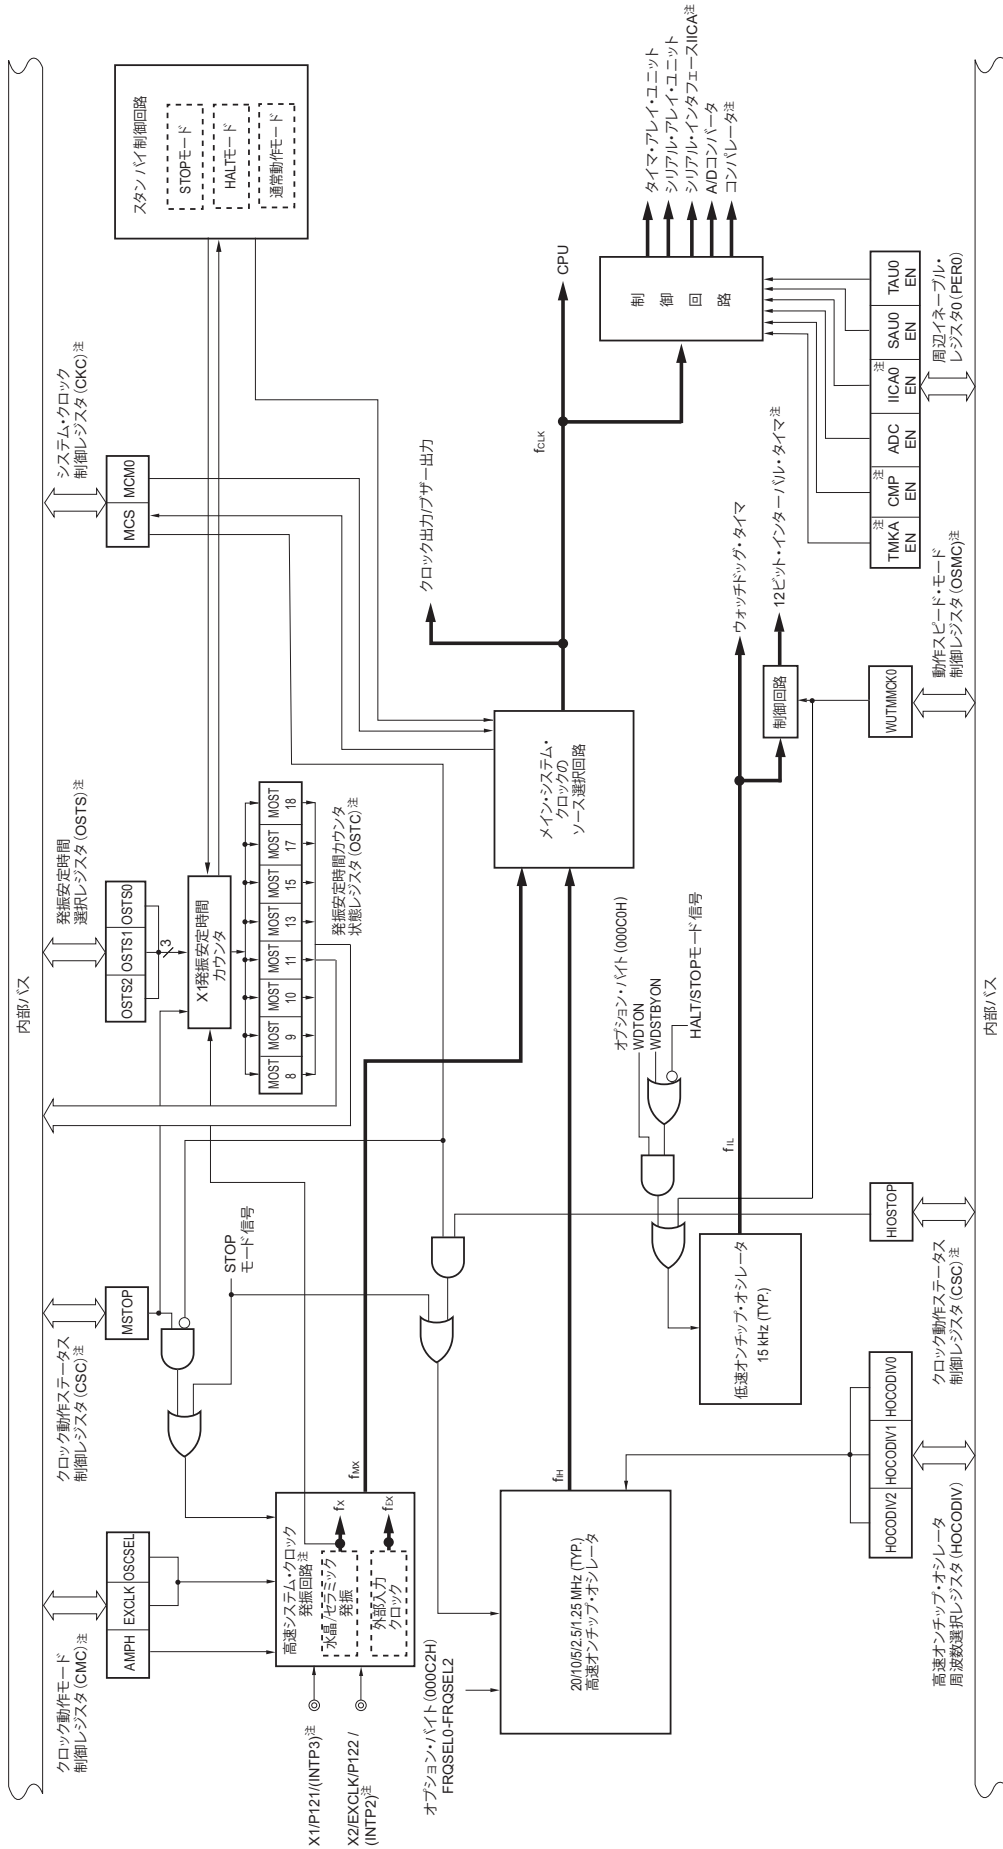 内部バス
クロック動作モード
制御レジスタ(CMC)注
AMPH
EXCLK
OSCSEL
クロック動作ステータス
制御レジスタ(CSC)注
MSTOP
STOP
モード信号
発振安定時間
選択レジスタ(OSTS)注
OSTS2
OSTS1
OSTS0
3
X1発振安定時間
カウンタ
MOST
8
MOST
9
MOST
10
MOST
11
MOST
13
MOST
15
MOST
17
MOST
18
発振安定時間カウンタ
状態レジスタ(OSTC)注
システム・クロック
制御レジスタ(CKC)注
MCS
MCM0
スタンバイ制御回路
STOPモード
HALTモード
通常動作モード
X1/P121/(INTP3)注
X2/EXCLK/P122/
(INTP2)注
高速システム・クロック
発振回路注
水晶/セラミック
発振
fX
外部入力
クロック
fEX
fMX
オプション・バイト(000C2H)
FRQSEL0-FRQSEL2
20/10/5/2.5/1.25 MHz (TYP.)
高速オンチップ・オシレータ
fIH
メイン・システム・
クロックの
ソース選択回路
クロック出力/ブザー出力
fCLK
CPU
制御回路
タイマ・アレイ・ユニット
シリアル・アレイ・ユニット
シリアル・インタフェースIICA注
A/Dコンバータ
コンパレータ注
オプション・バイト(000C0H)
WDTON
WDSTBYON
HALT/STOPモード信号
低速オンチップ・オシレータ
15 kHz (TYP.)
fIL
ウォッチドッグ・タイマ
制御回路
12ビット・インターバル・タイマ注
HOCODIV2
HOCODIV1
HOCODIV0
高速オンチップ・オシレータ
周波数選択レジスタ(HOCODIV)
HIOSTOP
クロック動作ステータス
制御レジスタ(CSC)注
WUTMMCK0
動作スピード・モード
制御レジスタ(OSMC)注
TMKA
EN
注
CMP
EN
注
ADC
EN
IICA0
EN
注
SAU0
EN
TAU0
EN
周辺イネーブル・
レジスタ0(PER0)
内部バス